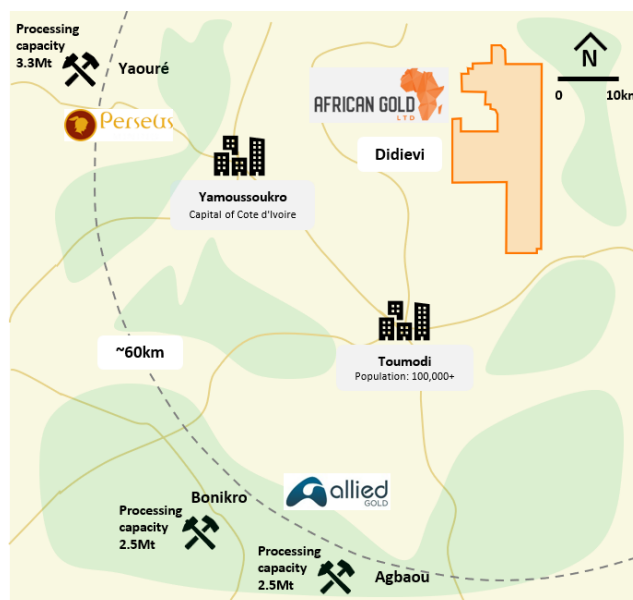 Processing
capacity
3.3Mt
Yaouré
Perseus
AFRICAN GOLD
LTD
N
0 10km
Didievi
Yamoussoukro
Capital of Cote d'Ivoire
~60km
Toumodi
Population: 100,000+
allied
GOLD
Bonikro
Processing
capacity
2.5Mt
Processing
capacity
2.5Mt
Agbaou